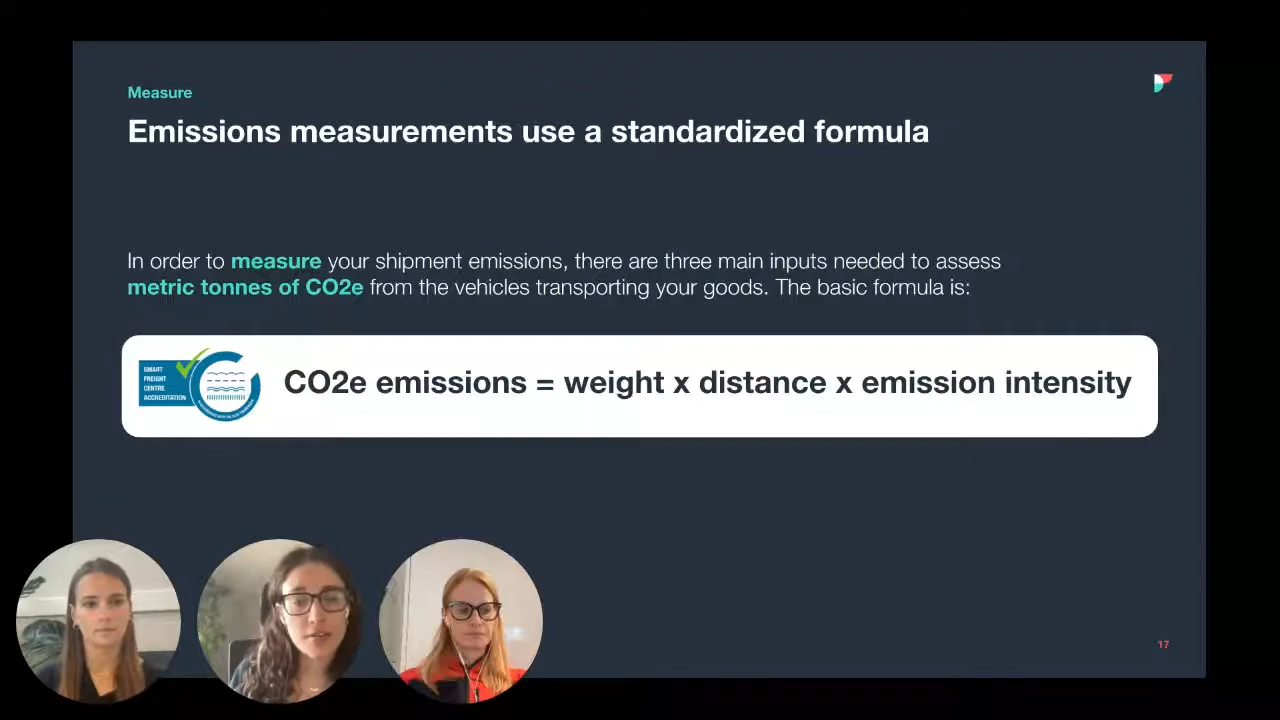 Measure
Emissions measurements use a standardized formula
In order to measure your shipment emissions, there are three main inputs needed to assess
metric tonnes of CO2e from the vehicles transporting your goods. The basic formula is:
SMART
FREIGHT
CENTRE
ACCREDITATION
CO2e emissions = weight x distance x emission intensity
17